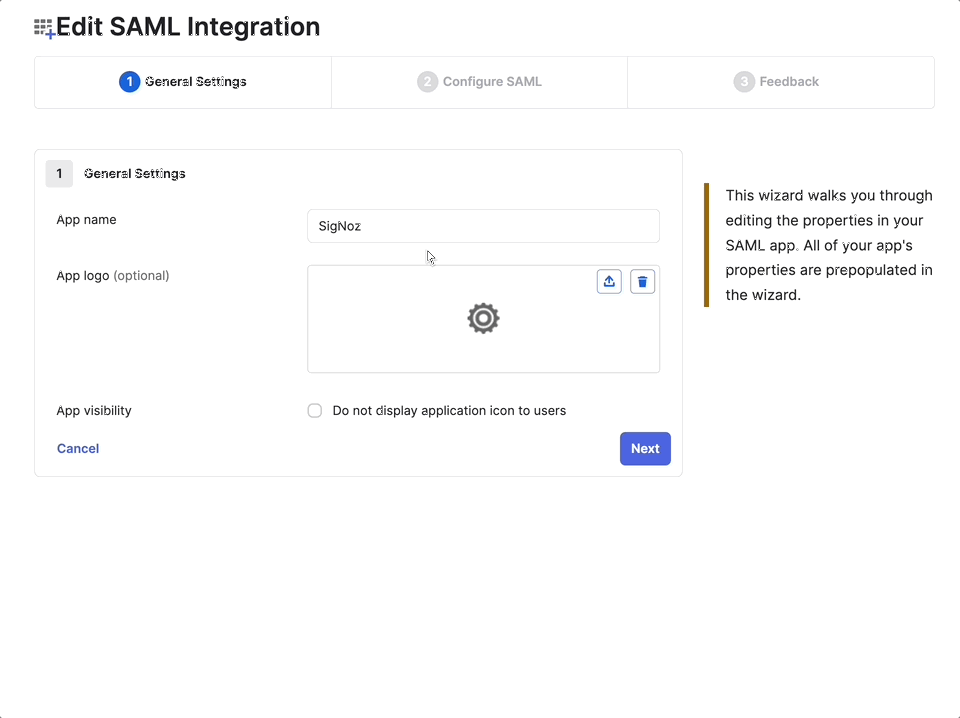 Edit SAML Integration
1 General Settings
2 Configure SAML
3 Feedback
1 General Settings
App name
SigNoz
App logo (optional)
App visibility
Do not display application icon to users
Cancel
Next
This wizard walks you through
editing the properties in your
SAML app. All of your app's
properties are prepopulated in
the wizard.